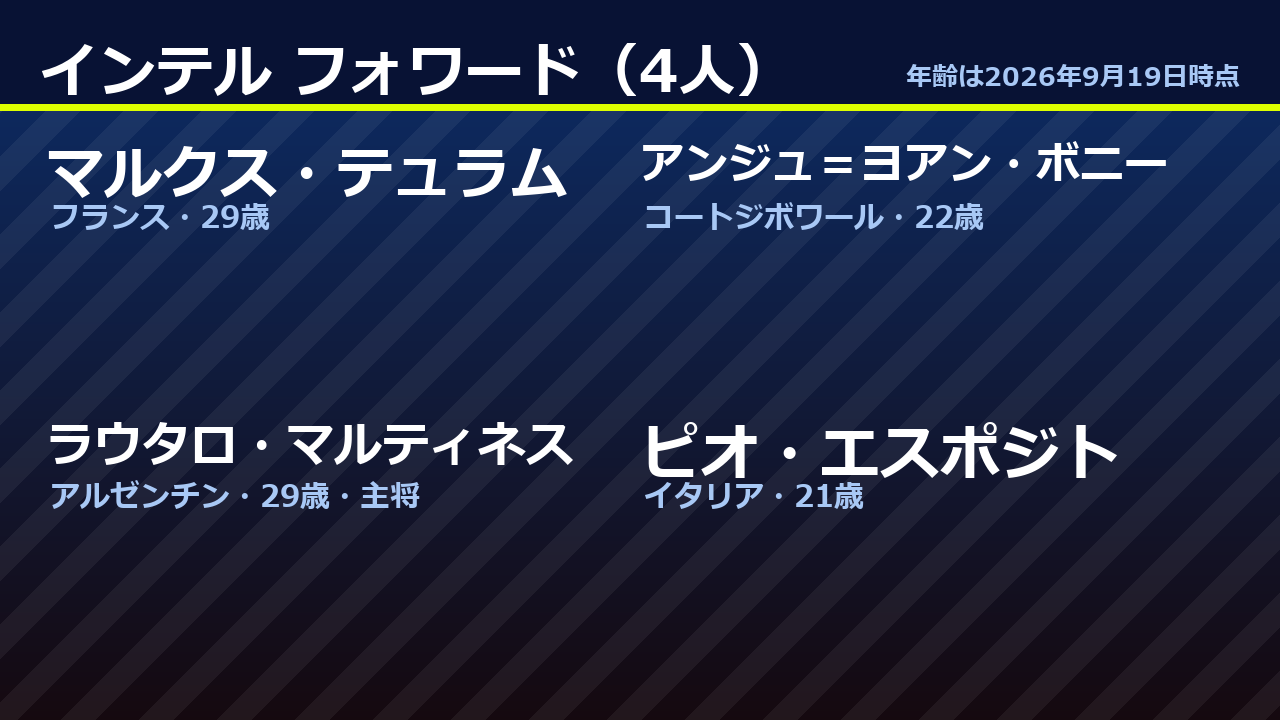 インテル フォワード（4人）
年齢は2026年9月19日時点
マルクス・テュラム
フランス・29歳
アンジュ＝ヨアン・ボニー
コートジボワール・22歳
ラウタロ・マルティネス
アルゼンチン・29歳・主将
ピオ・エスポジト
イタリア・21歳